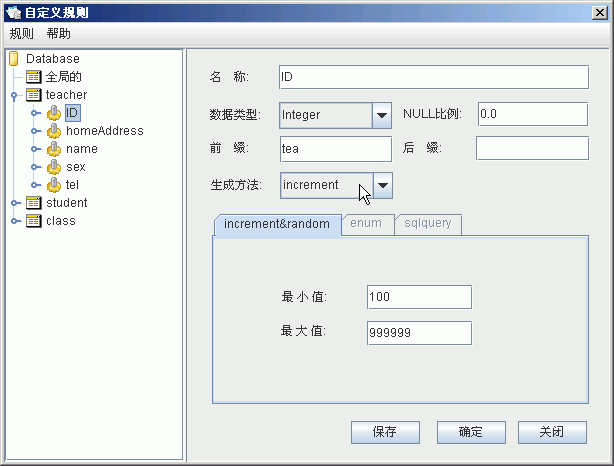 自定义规则
规则 帮助
Database
全局的
teacher
ID
homeAddress
name
sex
tel
student
class
名 称: ID
数据类型: Integer NULL比例: 0.0
前 缀: tea 后 缀:
生成方法: increment
increment&random enum sqlquery
最 小 值: 100
最 大 值: 999999
保存 确定 关闭